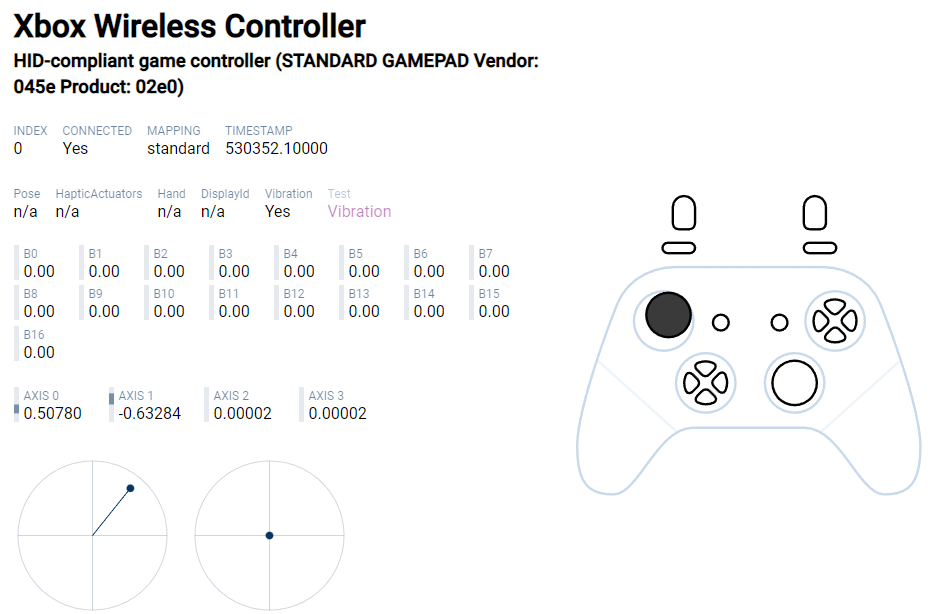 Xbox Wireless Controller
HID-compliant game controller (STANDARD GAMEPAD Vendor:
045e Product: 02e0)
INDEX CONNECTED MAPPING TIMESTAMP
0 Yes standard 530352.10000
Pose HapticActuators Hand DisplayId Vibration Test
n/a n/a n/a n/a Yes Vibration
B0 B1 B2 B3 B4 B5 B6 B7
0.00 0.00 0.00 0.00 0.00 0.00 0.00 0.00
B8 B9 B10 B11 B12 B13 B14 B15
0.00 0.00 0.00 0.00 0.00 0.00 0.00 0.00
B16
0.00
AXIS 0 AXIS 1 AXIS 2 AXIS 3
0.50780 -0.63284 0.00002 0.00002